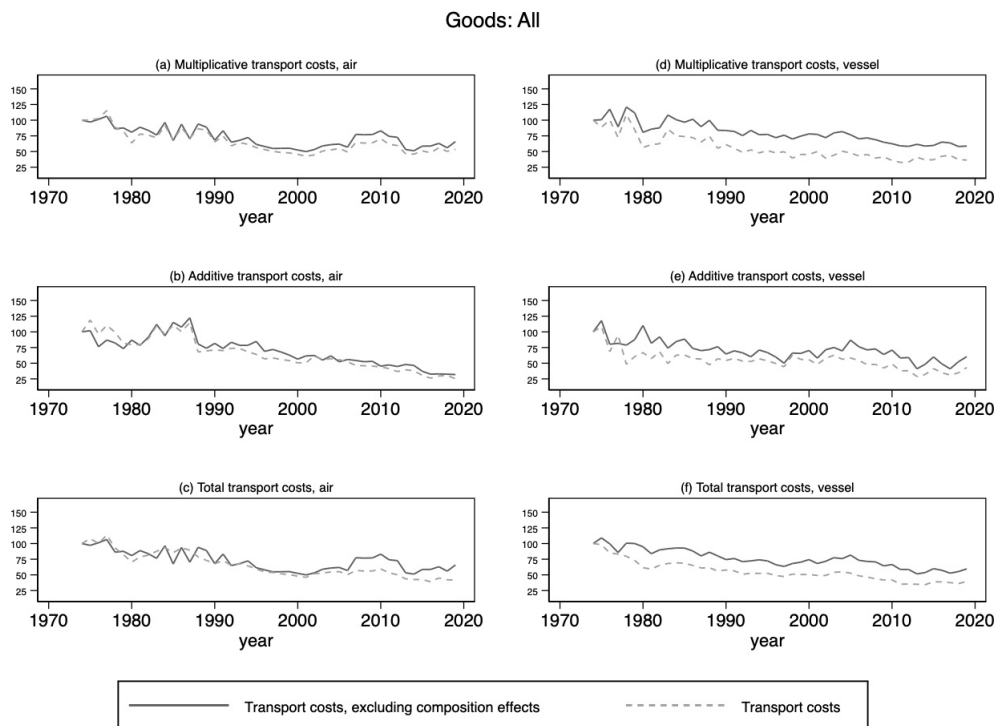 Goods: All
(a) Multiplicative transport costs, air
150
125
100
75
50
25
1970 1980 1990 2000 2010 2020
year
(d) Multiplicative transport costs, vessel
150
125
100
75
50
25
1970 1980 1990 2000 2010 2020
year
(b) Additive transport costs, air
150
125
100
75
50
25
1970 1980 1990 2000 2010 2020
year
(e) Additive transport costs, vessel
150
125
100
75
50
25
1970 1980 1990 2000 2010 2020
year
(c) Total transport costs, air
150
125
100
75
50
25
1970 1980 1990 2000 2010 2020
year
(f) Total transport costs, vessel
150
125
100
75
50
25
1970 1980 1990 2000 2010 2020
year
Transport costs, excluding composition effects
Transport costs